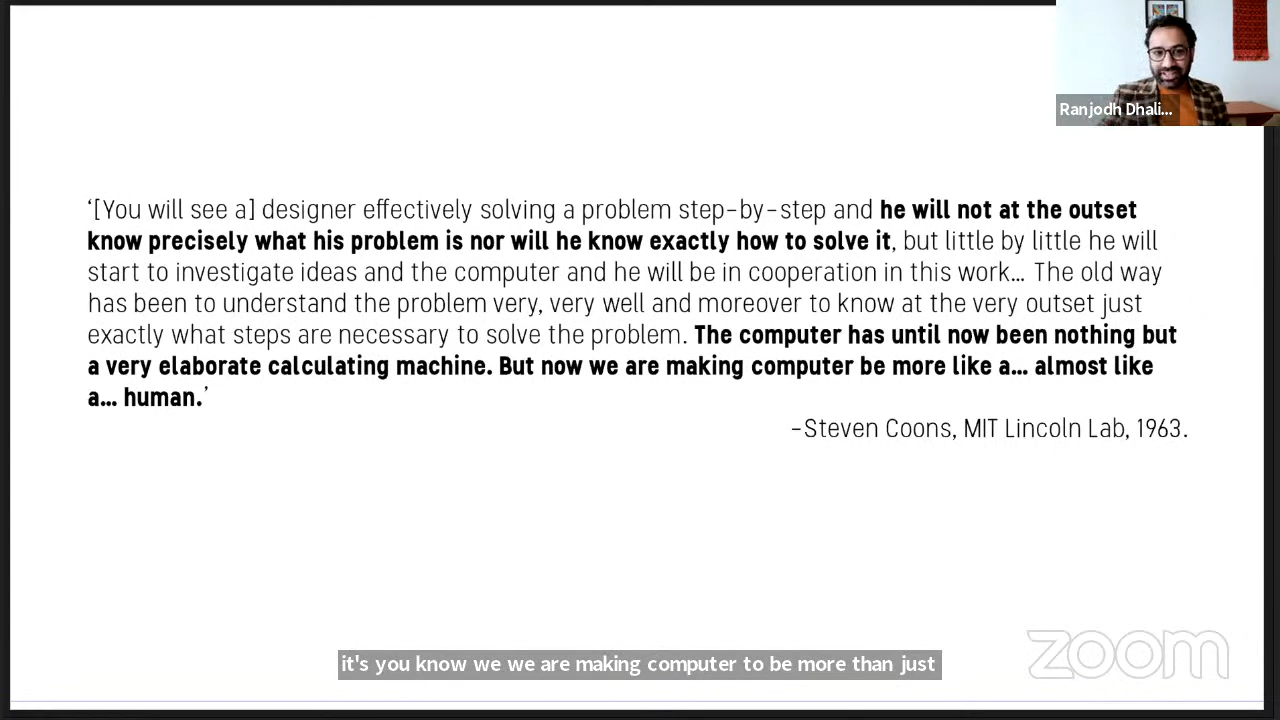 Ranjodh Dhali...
‘[You will see a] designer effectively solving a problem step-by-step and he will not at the outset
know precisely what his problem is nor will he know exactly how to solve it, but little by little he will
start to investigate ideas and the computer and he will be in cooperation in this work... The old way
has been to understand the problem very, very well and moreover to know at the very outset just
exactly what steps are necessary to solve the problem. The computer has until now been nothing but
a very elaborate calculating machine. But now we are making computer be more like a... almost like
a... human.’
-Steven Coons, MIT Lincoln Lab, 1963.
it's you know we we are making computer to be more than just
zoom